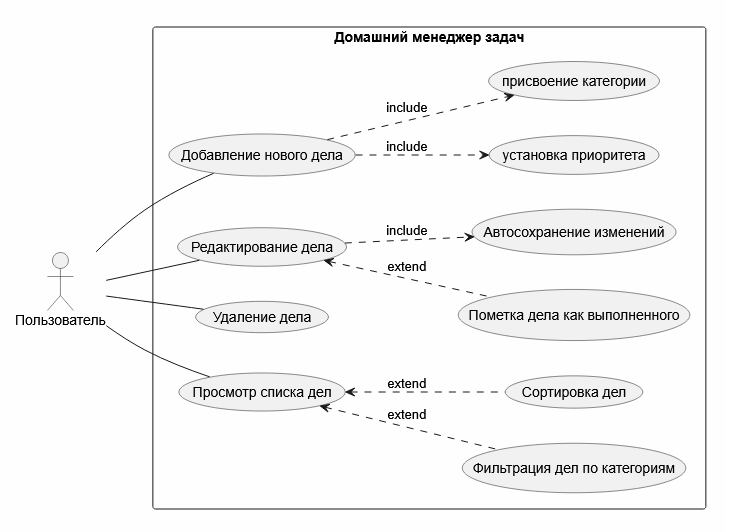 Домашний менеджер задач
присвоение категории
include
Добавление нового дела
include
установка приоритета
Редактирование дела
include
Автосохранение изменений
extend
Пометка дела как выполненного
Пользователь
Удаление дела
Просмотр списка дел
extend
Сортировка дел
extend
Фильтрация дел по категориям